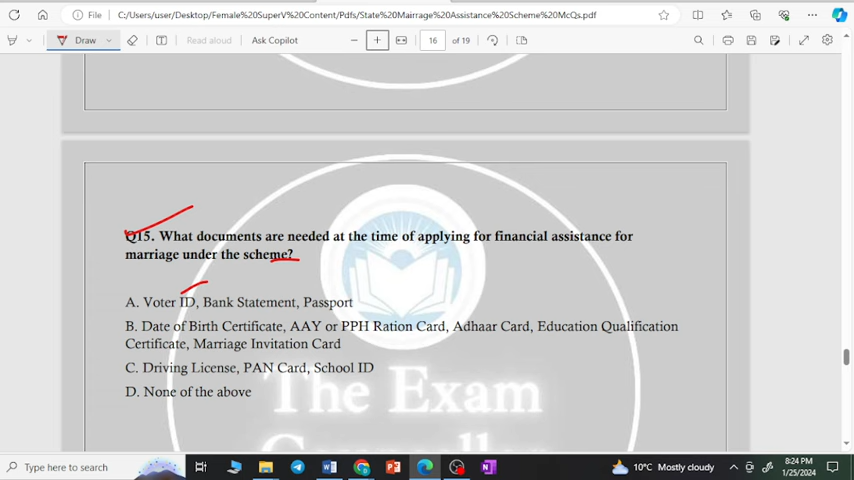 File
C:/Users/user/Desktop/Female%20SuperV%20Content/Pdfs/State%20Mairrage%20Assistance%20Scheme%20McQs.pdf
Draw
Read aloud
Ask Copilot
16 of 19
Q15. What documents are needed at the time of applying for financial assistance for
marriage under the scheme?
A. Voter ID, Bank Statement, Passport
B. Date of Birth Certificate, AAY or PPH Ration Card, Adhaar Card, Education Qualification
Certificate, Marriage Invitation Card
C. Driving License, PAN Card, School ID
D. None of the above
The Exam
Type here to search
10°C Mostly cloudy
8:24 PM
1/25/2024